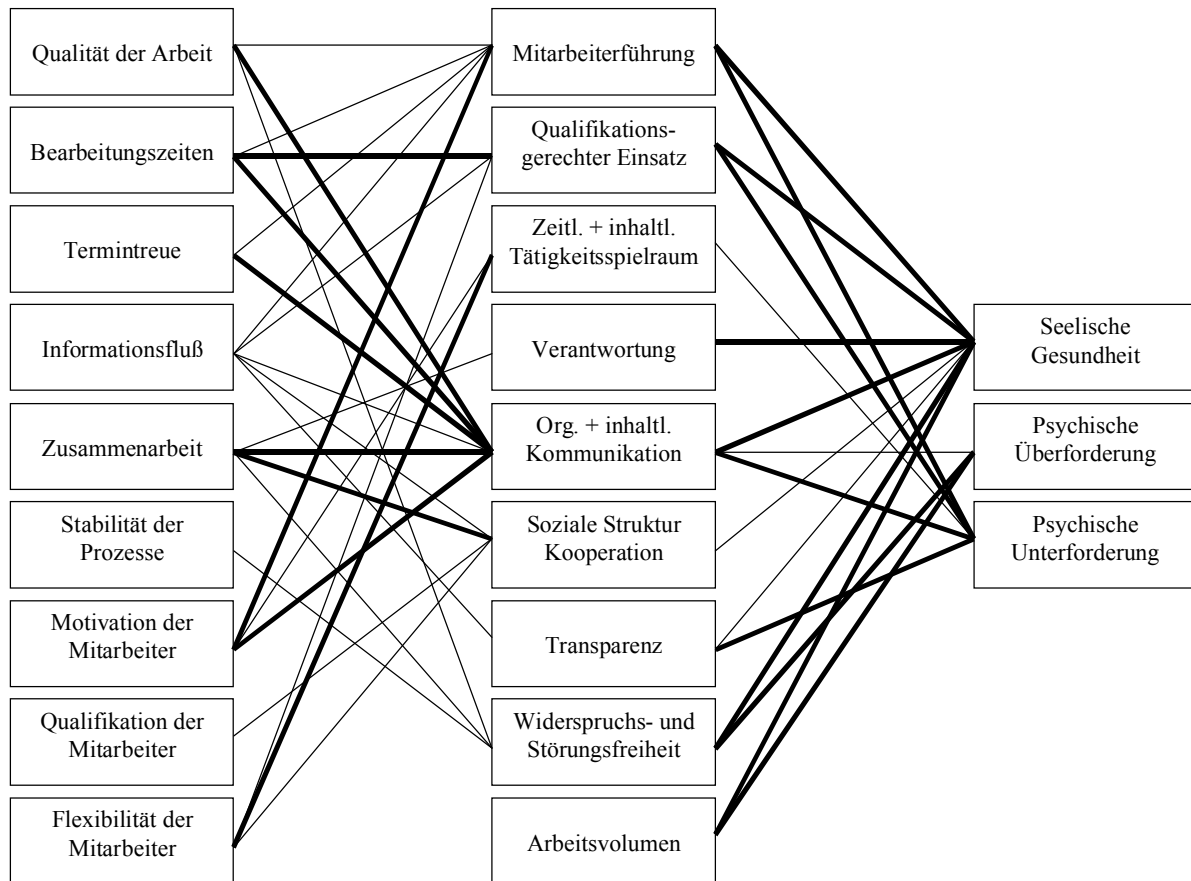 Qualität der Arbeit
Bearbeitungszeiten
Termintreue
Informationsfluß
Zusammenarbeit
Stabilität der
Prozesse
Motivation der
Mitarbeiter
Qualifikation der
Mitarbeiter
Flexibilität der
Mitarbeiter
Mitarbeiterführung
Qualifikations-
gerechter Einsatz
Zeitl. + inhaltl.
Tätigkeitsspielraum
Verantwortung
Org. + inhaltl.
Kommunikation
Soziale Struktur
Kooperation
Transparenz
Widerspruchs- und
Störungsfreiheit
Arbeitsvolumen
Seelische
Gesundheit
Psychische
Überforderung
Psychische
Unterforderung